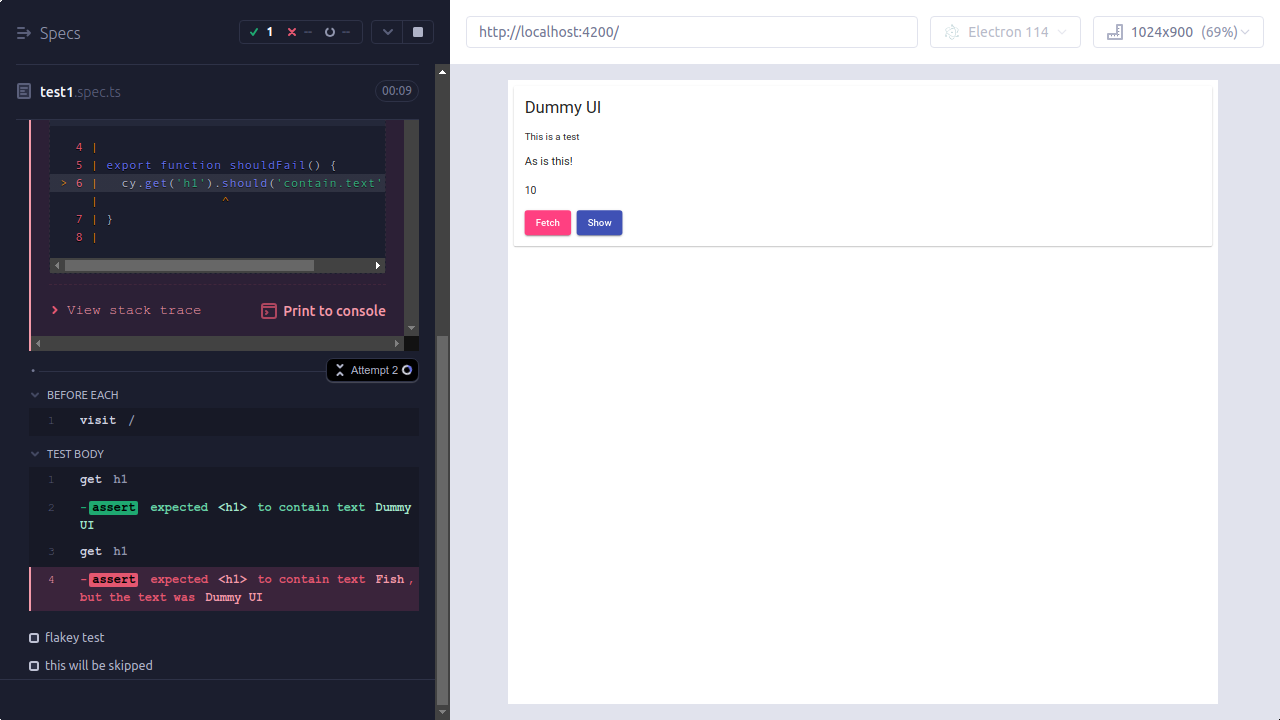 Specs
1
--
--
http://localhost:4200/
Electron 114
1024x900 (69%)
test1.spec.ts
00:09
4 |
5 | export function shouldFail() {
> 6 |   cy.get('h1').should('contain.text'
|                 ^
7 | }
8 |
View stack trace
Print to console
Attempt 2
BEFORE EACH
1 visit /
TEST BODY
1 get h1
2 -assert expected <h1> to contain text Dummy
UI
3 get h1
4 -assert expected <h1> to contain text Fish,
but the text was Dummy UI
flakey test
this will be skipped
Dummy UI
This is a test
As is this!
10
Fetch Show